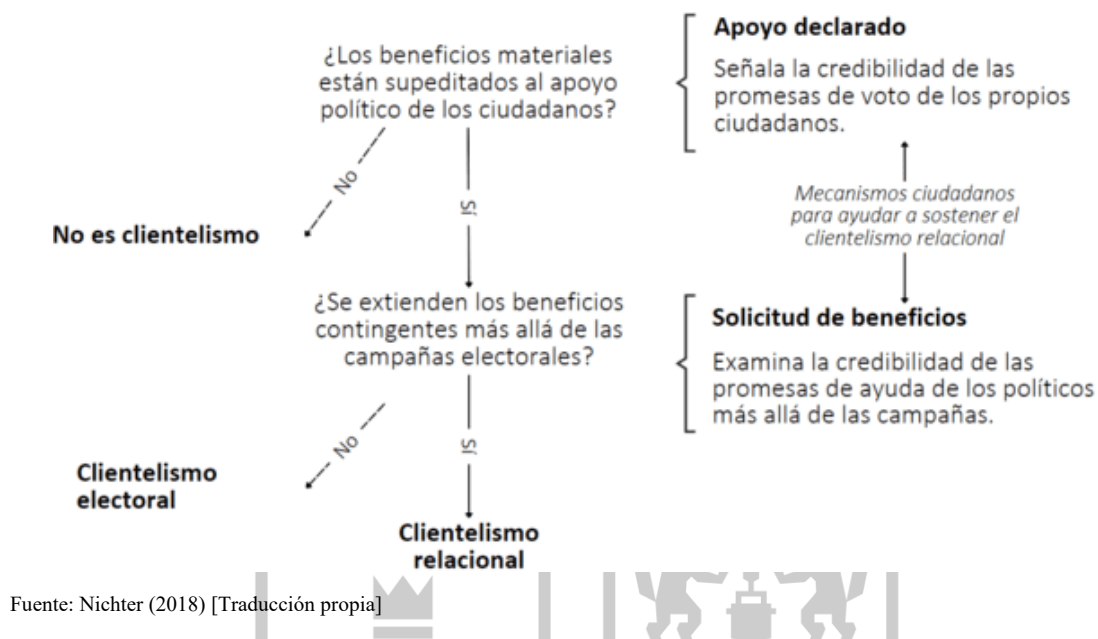 ¿Los beneficios materiales
están supeditados al apoyo
político de los ciudadanos?
Apoyo declarado
Señala la credibilidad de las
promesas de voto de los propios
ciudadanos.
No
Sí
No es clientelismo
Mecanismos ciudadanos
para ayudar a sostener el
clientelismo relacional
¿Se extienden los beneficios
contingentes más allá de las
campañas electorales?
Solicitud de beneficios
Examina la credibilidad de las
promesas de ayuda de los políticos
más allá de las campañas.
No
Sí
Clientelismo
electoral
Clientelismo
relacional
Fuente: Nichter (2018) [Traducción propia]